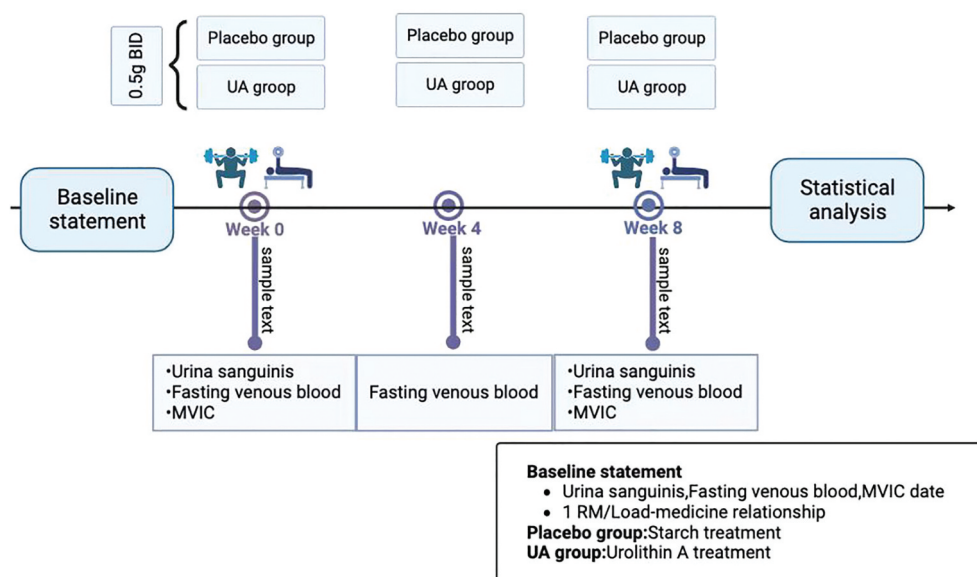 0.5g BID
Placebo group
UA groop
Placebo group
UA group
Placebo group
UA group
Baseline
statement
Statistical
analysis
Week 0
Week 4
Week 8
sample text
sample text
sample text
•Urina sanguinis
•Fasting venous blood
•MVIC
Fasting venous blood
•Urina sanguinis
•Fasting venous blood
•MVIC
Baseline statement
• Urina sanguinis,Fasting venous blood,MVIC date
• 1 RM/Load-medicine relationship
Placebo group:Starch treatment
UA group:Urolithin A treatment